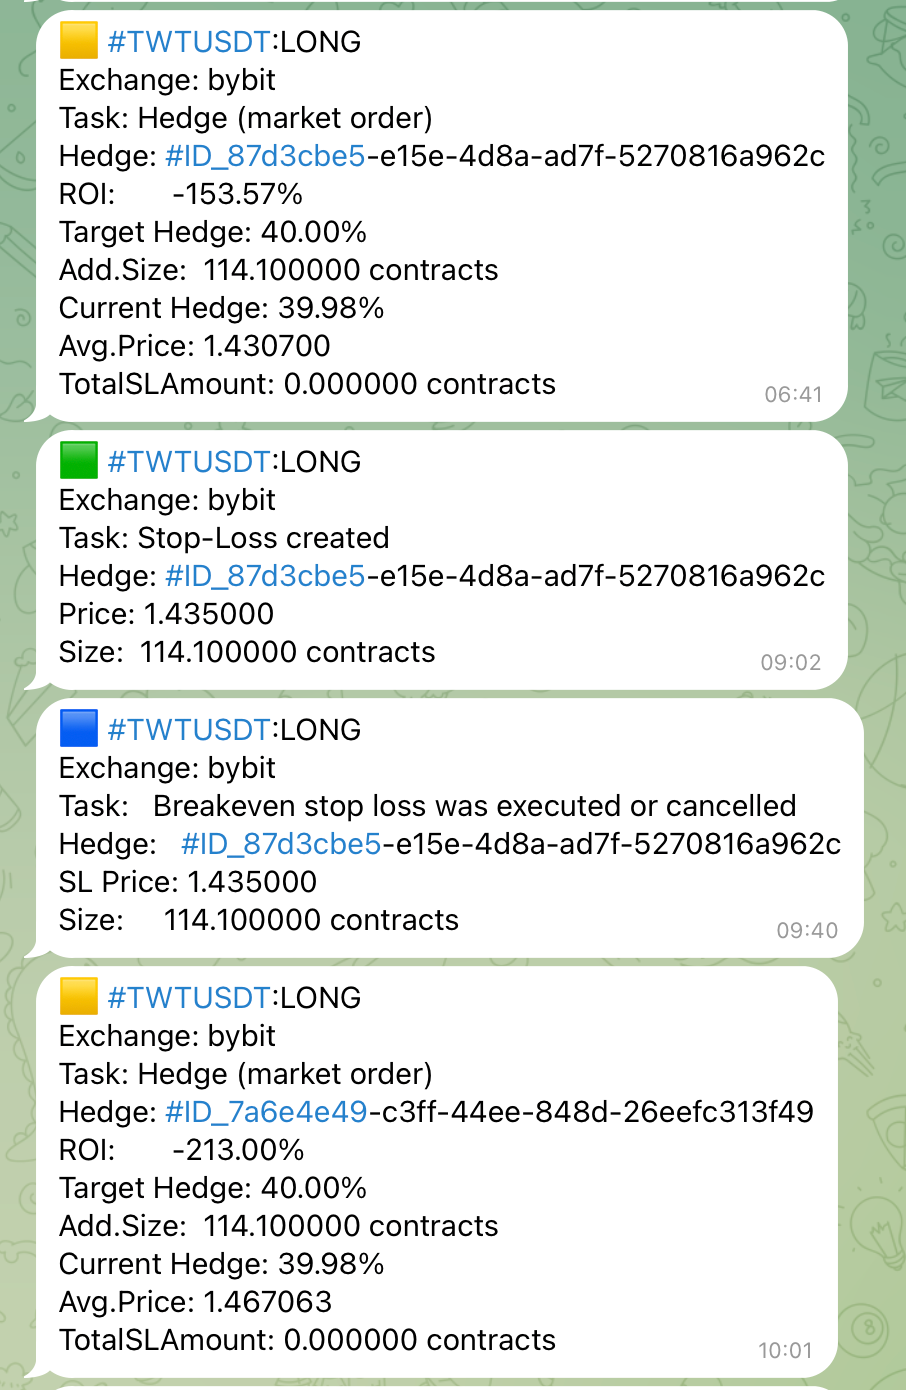 #TWTUSDT:LONG
Exchange: bybit
Task: Hedge (market order)
Hedge: #ID_87d3cbe5-e15e-4d8a-ad7f-5270816a962c
ROI: -153.57%
Target Hedge: 40.00%
Add.Size: 114.100000 contracts
Current Hedge: 39.98%
Avg.Price: 1.430700
TotalSLAmount: 0.000000 contracts
06:41
#TWTUSDT:LONG
Exchange: bybit
Task: Stop-Loss created
Hedge: #ID_87d3cbe5-e15e-4d8a-ad7f-5270816a962c
Price: 1.435000
Size: 114.100000 contracts
09:02
#TWTUSDT:LONG
Exchange: bybit
Task: Breakeven stop loss was executed or cancelled
Hedge: #ID_87d3cbe5-e15e-4d8a-ad7f-5270816a962c
SL Price: 1.435000
Size: 114.100000 contracts
09:40
#TWTUSDT:LONG
Exchange: bybit
Task: Hedge (market order)
Hedge: #ID_7a6e4e49-c3ff-44ee-848d-26eefc313f49
ROI: -213.00%
Target Hedge: 40.00%
Add.Size: 114.100000 contracts
Current Hedge: 39.98%
Avg.Price: 1.467063
TotalSLAmount: 0.000000 contracts
10:01